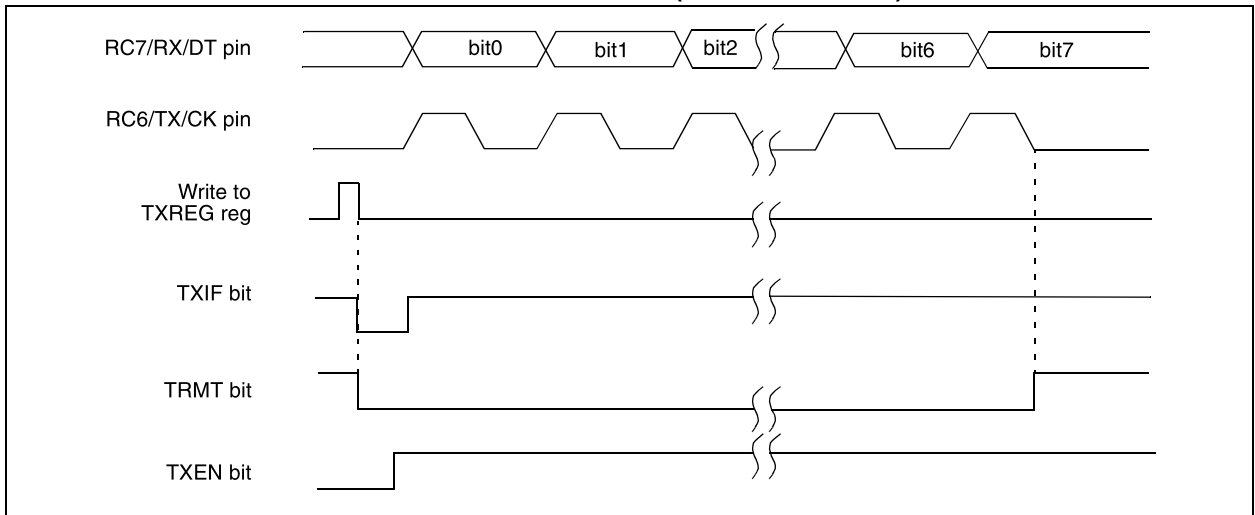 RC7/RX/DT pin
bit0
bit1
bit2
bit6
bit7
RC6/TX/CK pin
Write to
TXREG reg
TXIF bit
TRMT bit
TXEN bit